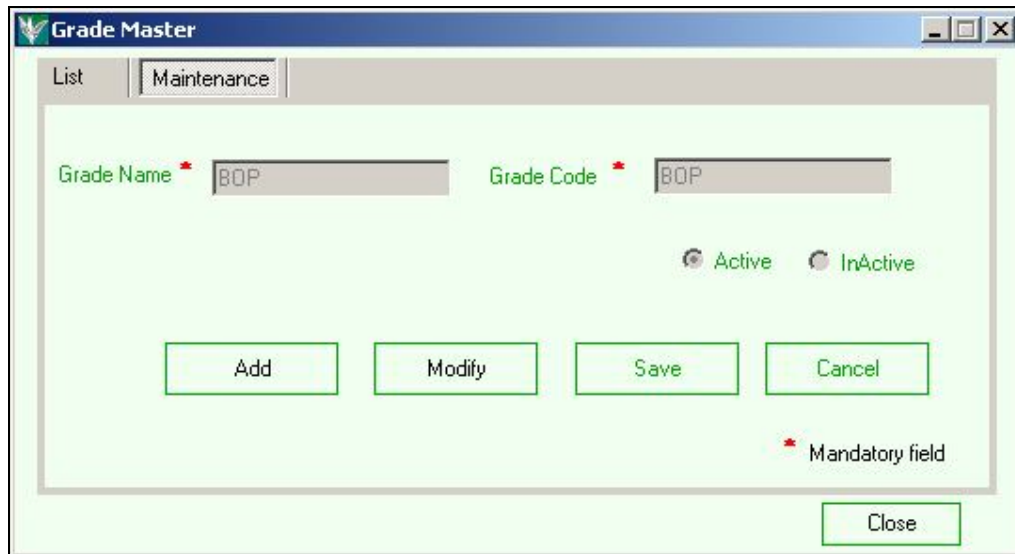 Grade Master
List Maintenance
Grade Name * BOP Grade Code * BOP
Active InActive
Add Modify Save Cancel
* Mandatory field
Close